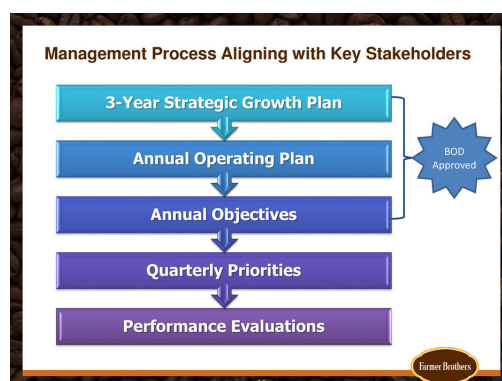 Management Process Aligning with Key Stakeholders
3-Year Strategic Growth Plan
Annual Operating Plan
BOD
Approved
Annual Objectives
Quarterly Priorities
Performance Evaluations
Farmer Brothers